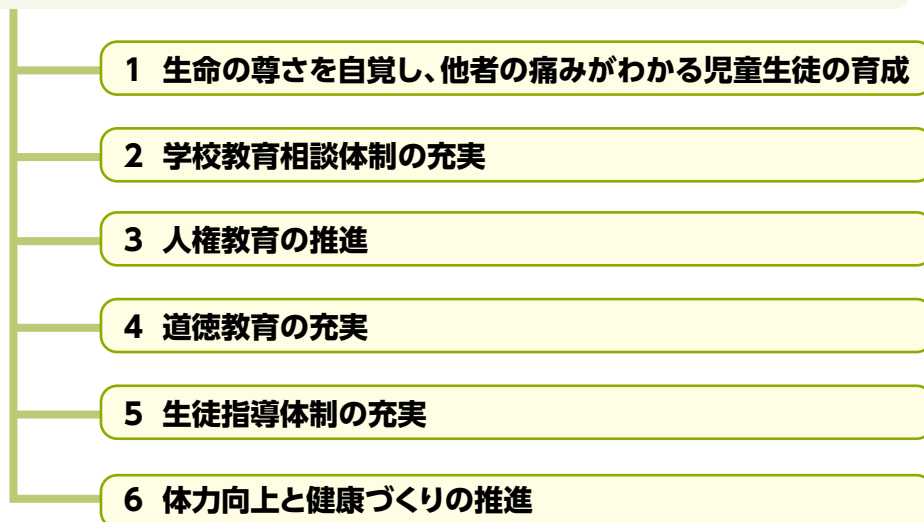 1 生命の尊さを自覚し、他者の痛みがわかる児童生徒の育成
2 学校教育相談体制の充実
3 人権教育の推進
4 道徳教育の充実
5 生徒指導体制の充実
6 体力向上と健康づくりの推進